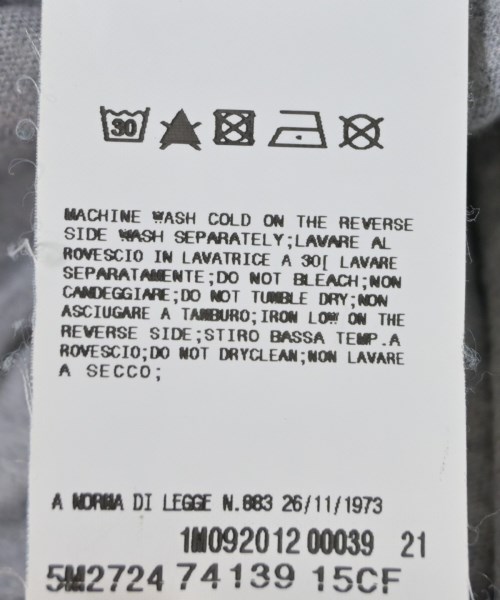 30
MACHINE WASH COLD ON THE REVERSE
SIDE WASH SEPARATELY;LAVARE AL
ROVESCIO IN LAVATRICE A 30[ LAVARE
SEPARATAMENTE;DO NOT BLEACH;NON
CANDEGGIARE;DO NOT TUMBLE DRY;NON
ASCIUGARE A TAMBURO;IRON LOW ON THE
REVERSE SIDE;STIRO BASSA TEMP.A
ROVESCIO;DO NOT DRYCLEAN;NON LAVARE
A SECCO;
A NORMA DI LEGGE N.883 26/11/1973
1M092012 00039 21
5M2724 74139 15CF